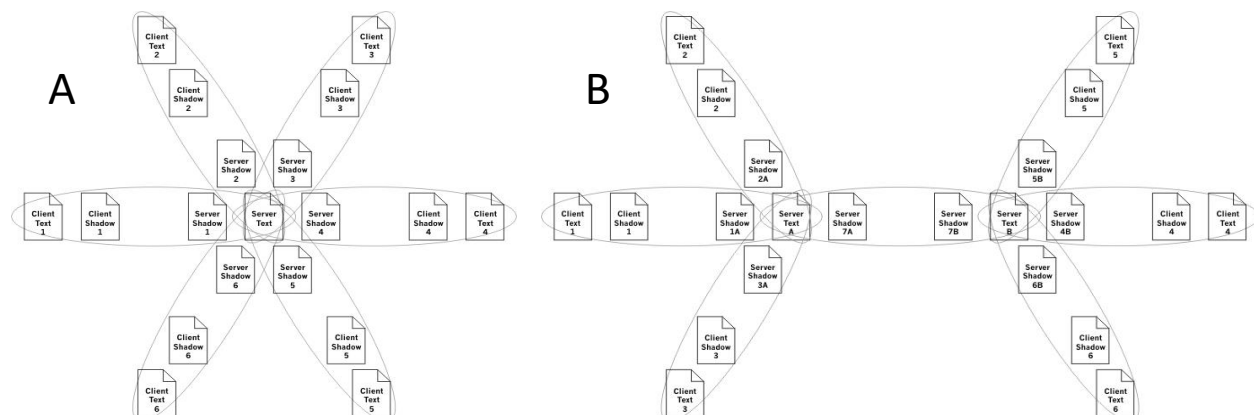 A
Client
Text
2
Client
Shadow
2
Server
Shadow
2
Client
Text
3
Client
Shadow
3
Server
Shadow
3
Client
Text
1
Client
Shadow
1
Server
Shadow
1
Server
Text
Server
Shadow
4
Client
Shadow
4
Client
Text
4
Server
Shadow
6
Server
Shadow
5
Client
Shadow
6
Client
Shadow
5
Client
Text
6
Client
Text
5
B
Client
Text
2
Client
Shadow
2
Server
Shadow
2A
Client
Text
5
Client
Shadow
5
Server
Shadow
5B
Client
Text
1
Client
Shadow
1
Server
Shadow
1A
Server
Text
A
Server
Shadow
7A
Server
Shadow
7B
Server
Text
B
Server
Shadow
4B
Client
Shadow
4
Client
Text
4
Server
Shadow
3A
Server
Shadow
6B
Client
Shadow
3
Client
Shadow
6
Client
Text
3
Client
Text
6